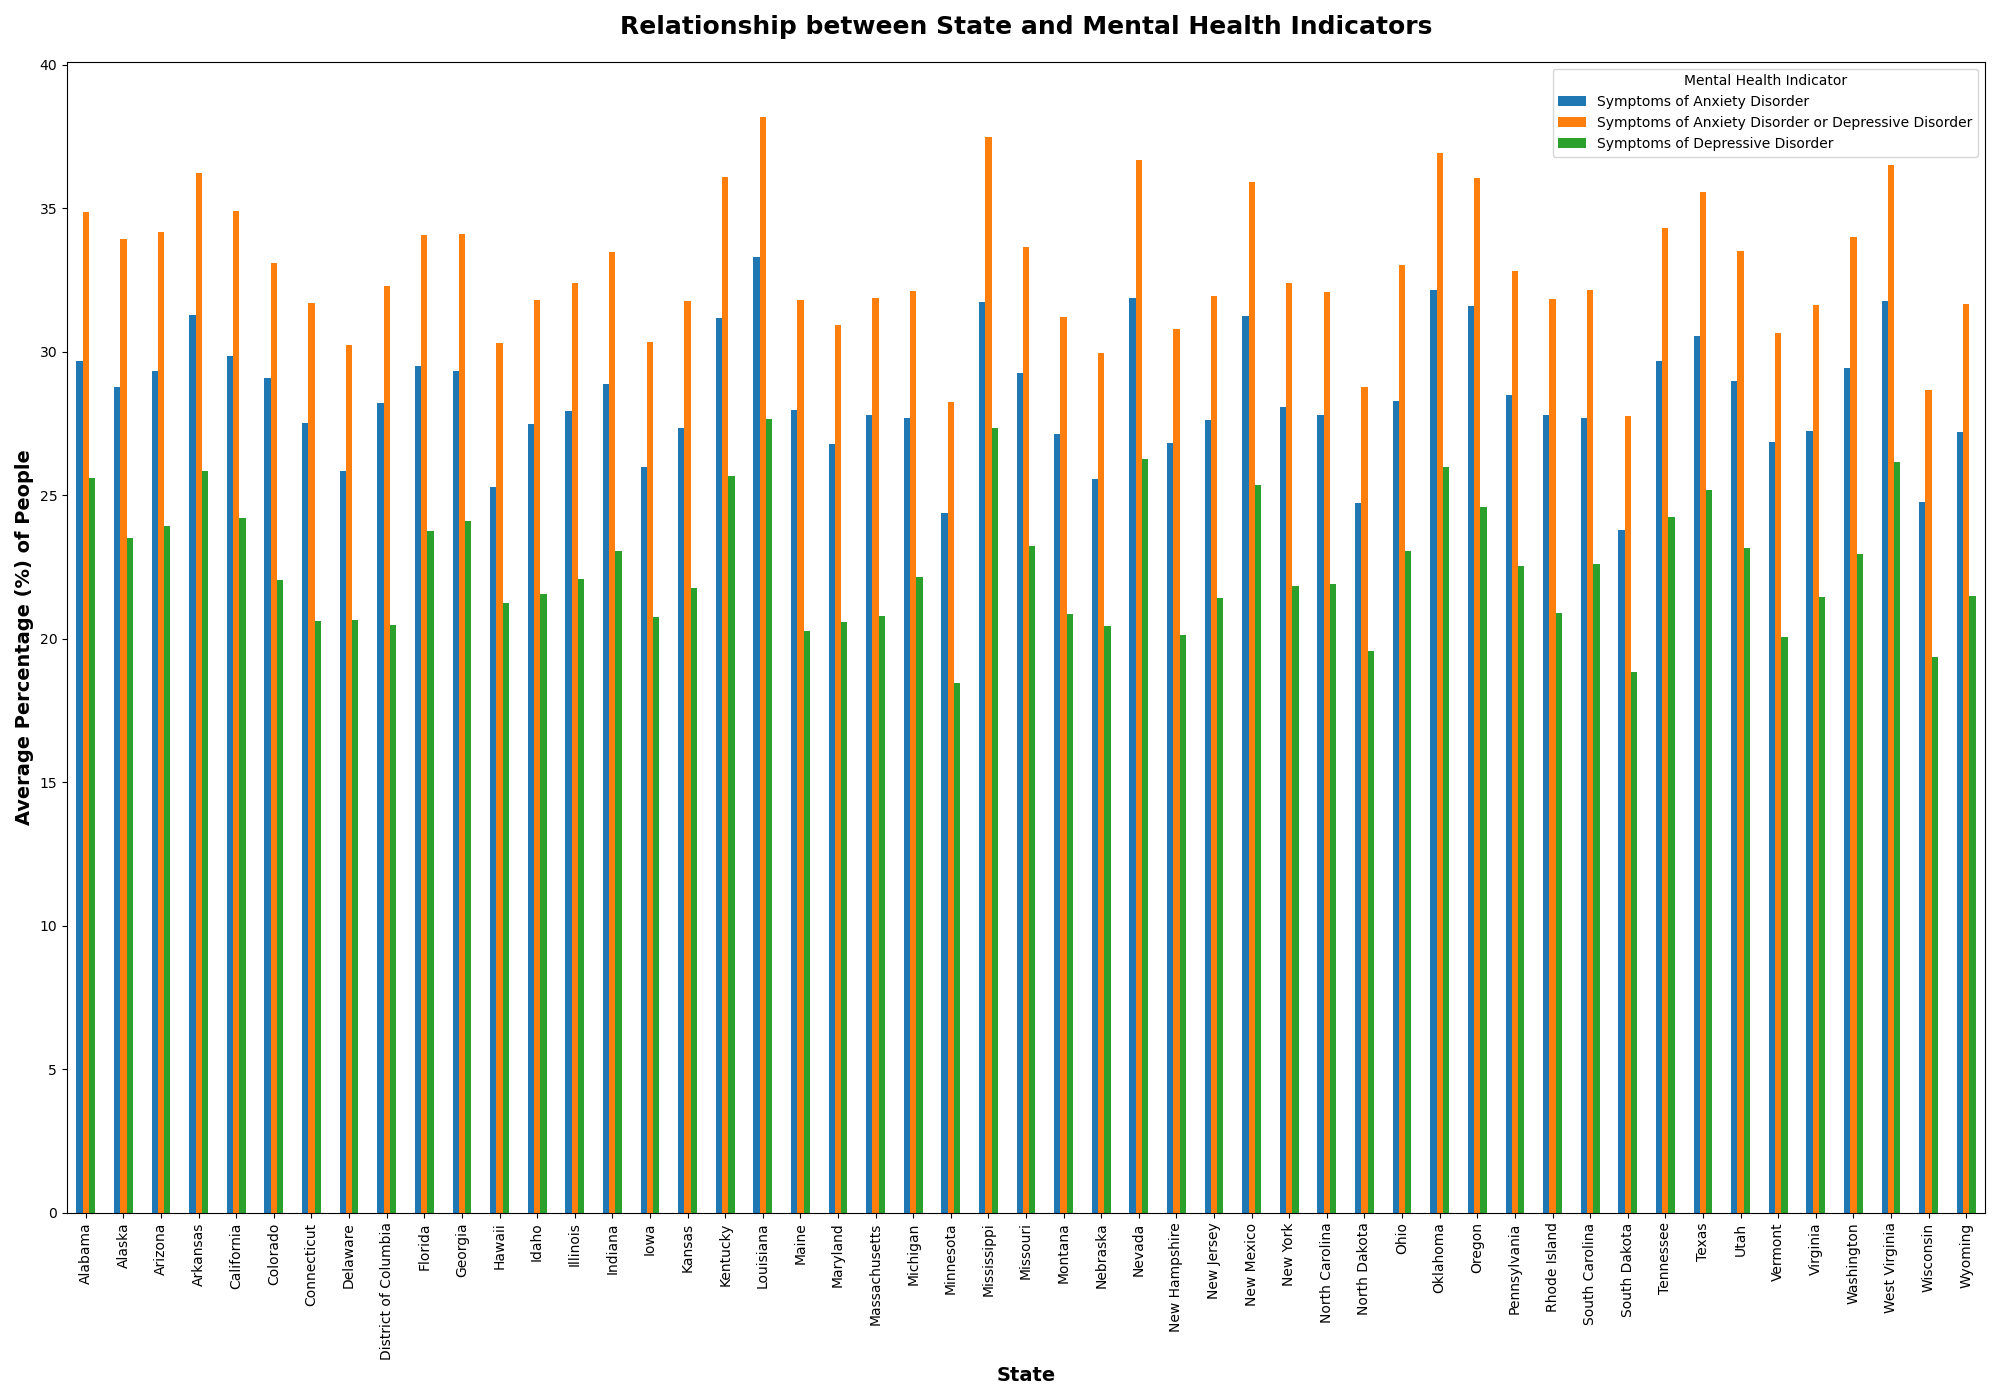 Relationship between State and Mental Health Indicators
40
35
30
25
20
15
10
5
0
Average Percentage (%) of People
Mental Health Indicator
Symptoms of Anxiety Disorder
Symptoms of Anxiety Disorder or Depressive Disorder
Symptoms of Depressive Disorder
Alabama
Alaska
Arizona
Arkansas
California
Colorado
Connecticut
Delaware
District of Columbia
Florida
Georgia
Hawaii
Idaho
Illinois
Indiana
Iowa
Kansas
Kentucky
Louisiana
Maine
Maryland
Massachusetts
Michigan
Minnesota
Mississippi
Missouri
Montana
Nebraska
Nevada
New Hampshire
New Jersey
New Mexico
New York
North Carolina
North Dakota
Ohio
Oklahoma
Oregon
Pennsylvania
Rhode Island
South Carolina
South Dakota
Tennessee
Texas
Utah
Vermont
Virginia
Washington
West Virginia
Wisconsin
Wyoming
State